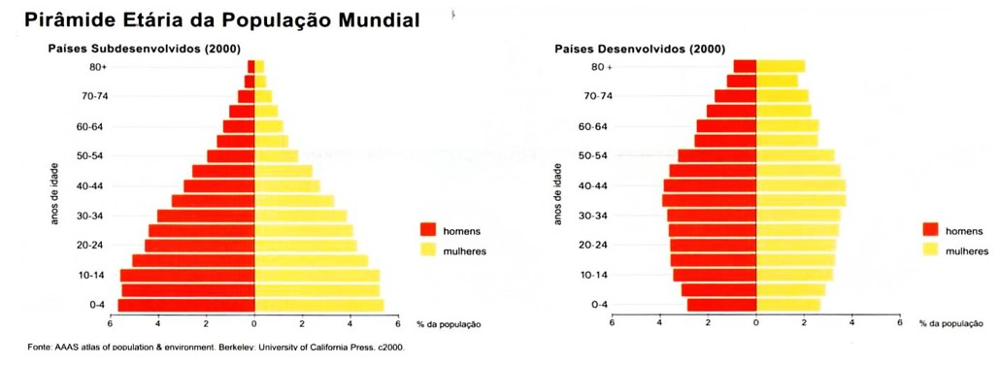 Pirâmide Etária da População Mundial
Países Subdesenvolvidos (2000)
80+
70-74
60-64
50-54
40-44
30-34
20-24
10-14
0-4
anos de idade
6 4 2 0 2 4 6 % da população
homens
mulheres
Países Desenvolvidos (2000)
80 +
70-74
60-64
50-54
40-44
30-34
20-24
10-14
0-4
anos de idade
6 4 2 0 2 4 6 % da população
homens
mulheres
Fonte: AAAS atlas of population & environment. Berkeley: University of California Press. c2000.